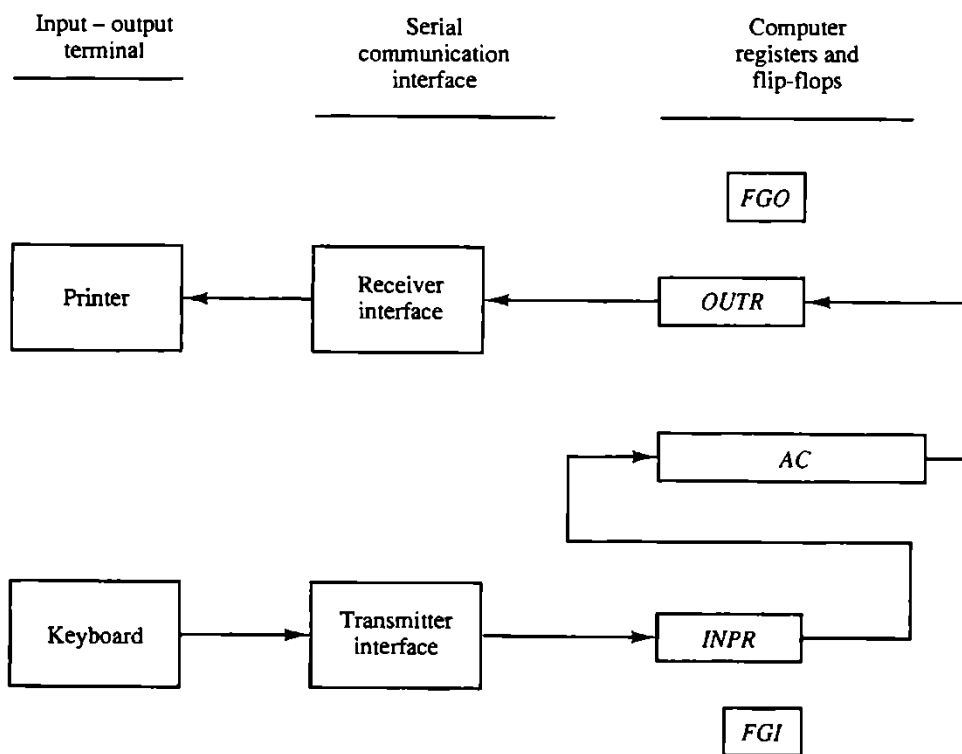 Input – output
terminal
Serial
communication
interface
Computer
registers and
flip-flops
FGO
Printer
Receiver
interface
OUTR
AC
Keyboard
Transmitter
interface
INPR
FGI